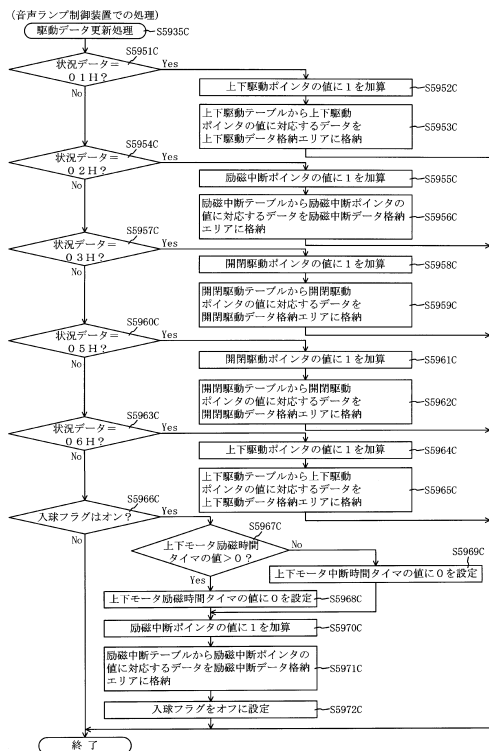 (音声ランプ制御装置での処理)
駆動データ更新処理
S5935C
S5951C
状況データ=
01H?
Yes
No
上下駆動ポインタの値に1を加算
S5952C
上下駆動テーブルから上下駆動
ポインタの値に対応するデータを
上下駆動データ格納エリアに格納
S5953C
S5954C
状況データ=
02H?
Yes
No
励磁中断ポインタの値に1を加算
S5955C
励磁中断テーブルから励磁中断ポインタの
値に対応するデータを励磁中断データ格納
エリアに格納
S5956C
S5957C
状況データ=
03H?
Yes
No
開閉駆動ポインタの値に1を加算
S5958C
開閉駆動テーブルから開閉駆動
ポインタの値に対応するデータを
開閉駆動データ格納エリアに格納
S5959C
S5960C
状況データ=
05H?
Yes
No
開閉駆動ポインタの値に1を加算
S5961C
開閉駆動テーブルから開閉駆動
ポインタの値に対応するデータを
開閉駆動データ格納エリアに格納
S5962C
S5963C
状況データ=
06H?
Yes
No
上下駆動ポインタの値に1を加算
S5964C
上下駆動テーブルから上下駆動
ポインタの値に対応するデータを
上下駆動データ格納エリアに格納
S5965C
S5966C
入球フラグはオン?
Yes
No
S5967C
上下モータ励磁時間
タイマの値>0?
No
Yes
S5969C
上下モータ中断時間タイマの値に0を設定
上下モータ励磁時間タイマの値に0を設定
S5968C
励磁中断ポインタの値に1を加算
S5970C
励磁中断テーブルから励磁中断ポインタの
値に対応するデータを励磁中断データ格納
エリアに格納
S5971C
入球フラグをオフに設定
S5972C
終了